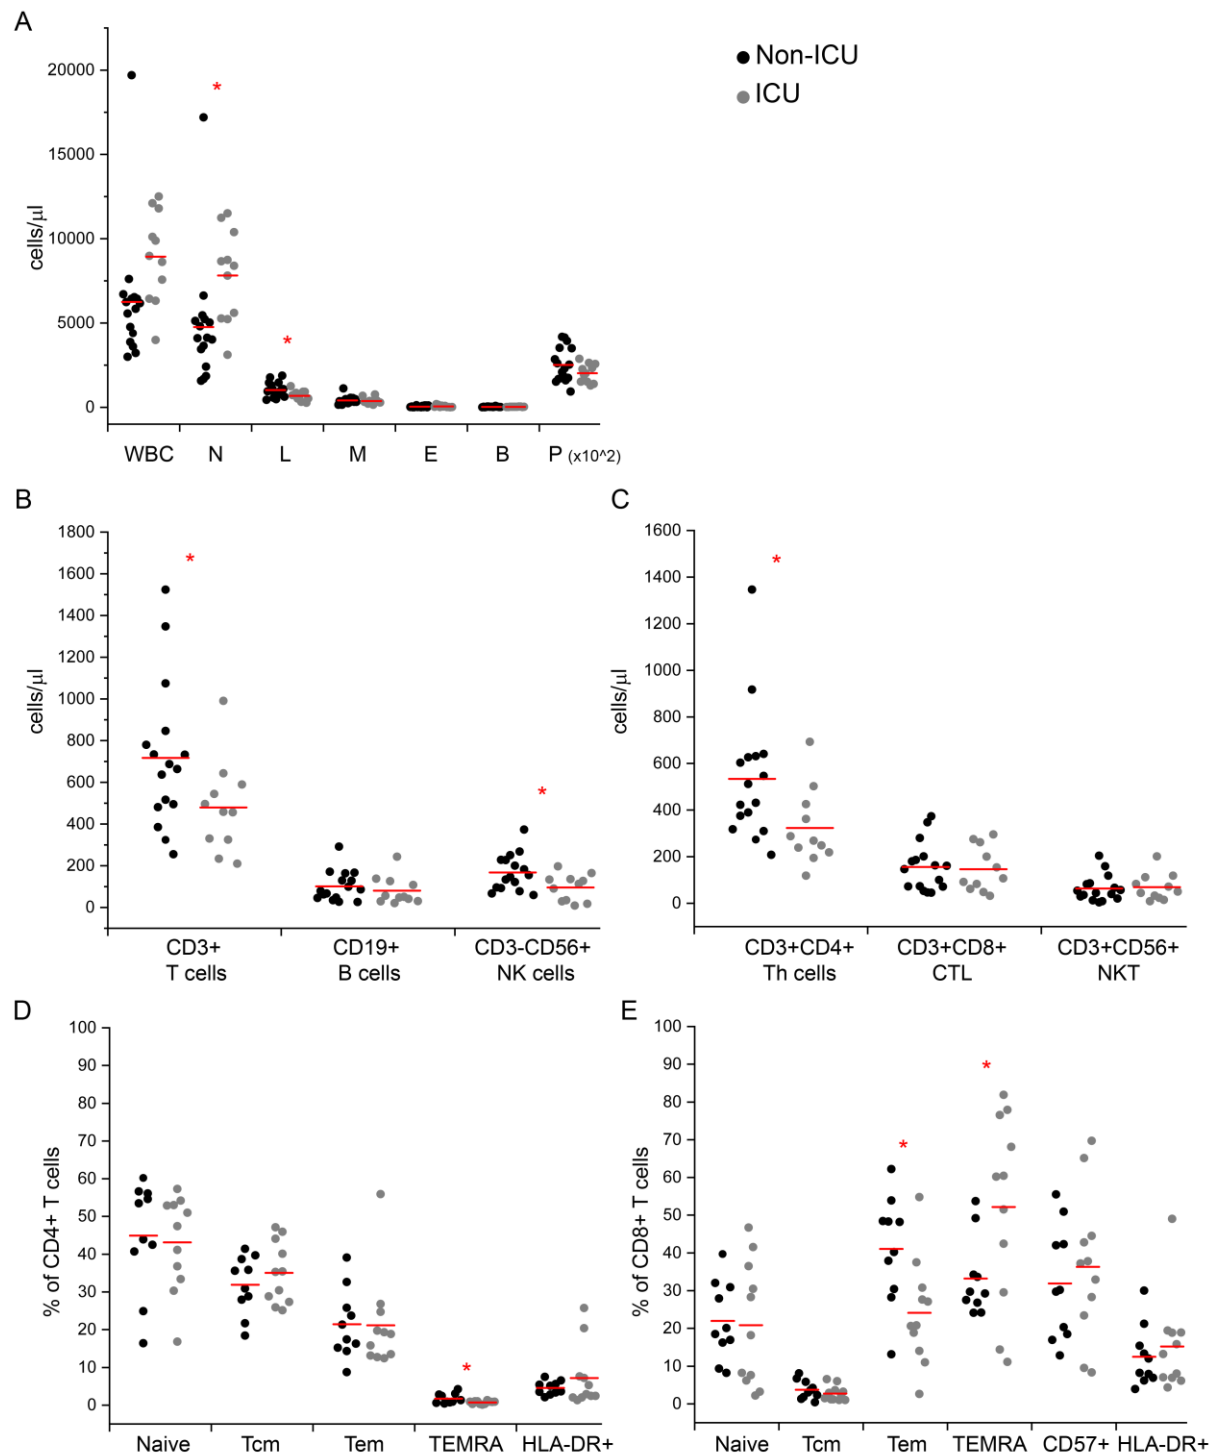 A
● Non-ICU
● ICU
cells/µl
20000
15000
10000
5000
0
*
*
WBC N L M E B P (x10^2)
B
cells/µl
1800
1600
1400
1200
1000
800
600
400
200
0
*
*
CD3+ CD19+ CD3-CD56+
T cells B cells NK cells
C
cells/µl
1600
1400
1200
1000
800
600
400
200
0
*
CD3+CD4+ CD3+CD8+ CD3+CD56+
Th cells CTL NKT
D
% of CD4+ T cells
100
90
80
70
60
50
40
30
20
10
0
*
Naive Tcm Tem TEMRA HLA-DR+
E
% of CD8+ T cells
100
90
80
70
60
50
40
30
20
10
0
*
*
Naive Tcm Tem TEMRA CD57+ HLA-DR+